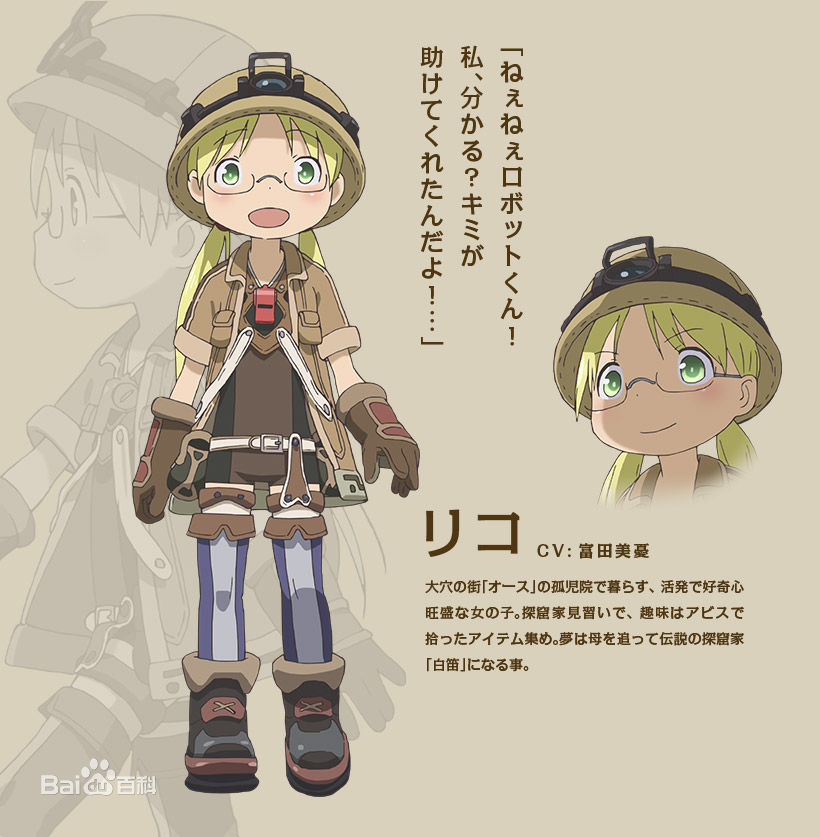 「ねぇねぇロボットくん！
私、分かる？キミが
助けてくれたんだよ！…」
リコ
CV：富田美憂
大穴の街「オース」の孤児院で暮らす、活発で好奇心
旺盛な女の子。探窟家見習いで、趣味はアビスで
拾ったアイテム集め。夢は母を追って伝説の探窟家
「白笛」になる事。
Bai du 百科